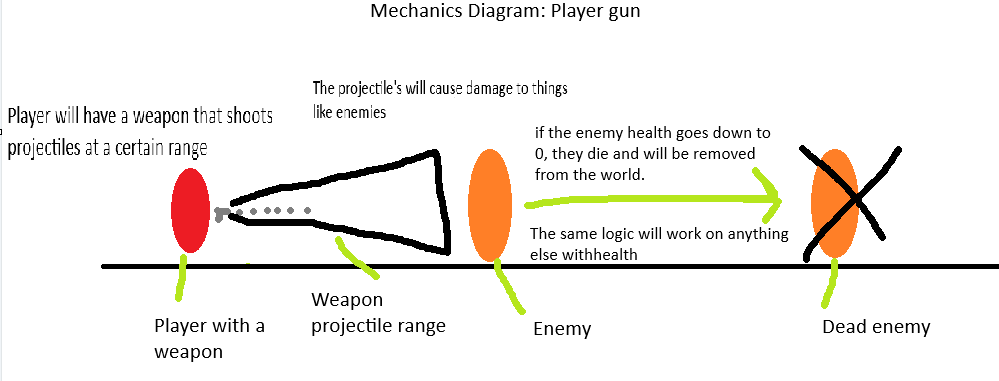 Mechanics Diagram: Player gun
The projectile's will cause damage to things
like enemies
Player will have a weapon that shoots
projectiles at a certain range
if the enemy health goes down to
0, they die and will be removed
from the world.
The same logic will work on anything
else withhealth
Player with a
weapon
Weapon
projectile range
Enemy
Dead enemy